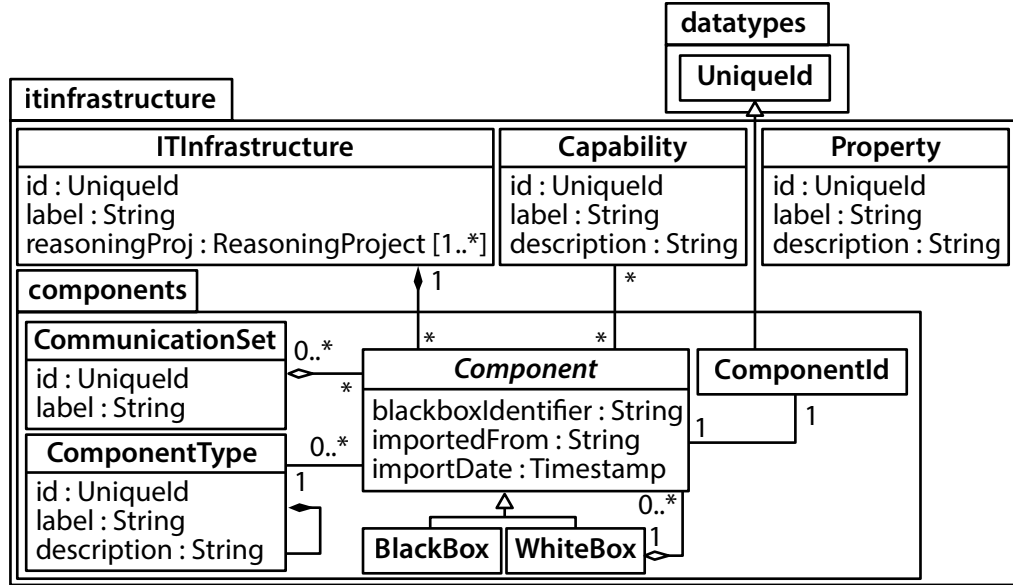 datatypes
UniqueId
itinfrastructure
ITInfrastructure
id : UniqueId
label : String
reasoningProj : ReasoningProject [1..*]
Capability
id : UniqueId
label : String
description : String
Property
id : UniqueId
label : String
description : String
1
*
components
*
*
CommunicationSet
id : UniqueId
label : String
0..*
*
Component
blackboxIdentifier : String
importedFrom : String
importDate : Timestamp
ComponentId
1
1
ComponentType
id : UniqueId
label : String
description : String
0..*
1
0..*
1
BlackBox
WhiteBox